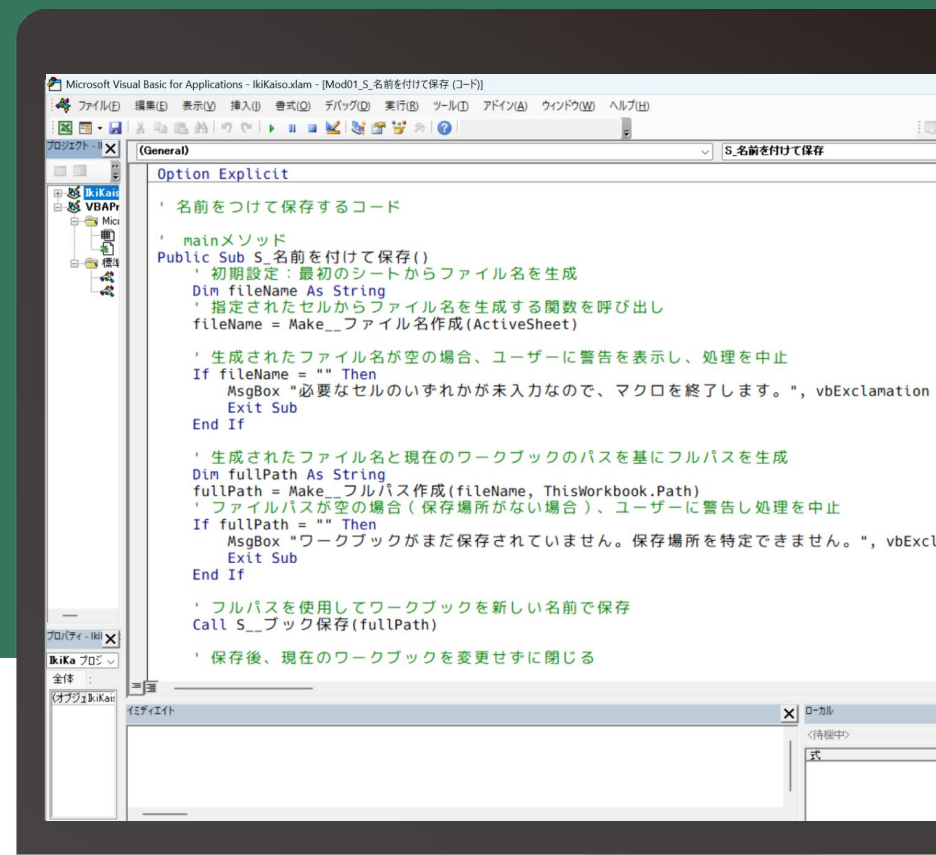 Microsoft Visual Basic for Applications - IkiKaiso.xlam - [Mod01_S_名前を付けて保存 (コード)]
ファイル(F) 編集(E) 表示(V) 挿入(I) 書式(O) デバッグ(D) 実行(R) ツール(T) アドイン(A) ウィンドウ(W) ヘルプ(H)
プロジェクト - I
(General) S_名前を付けて保存
IkiKais
VBAPr
Micr
標準
Option Explicit
' 名前をつけて保存するコード
' mainメソッド
Public Sub S_名前を付けて保存()
' 初期設定：最初のシートからファイル名を生成
Dim fileName As String
' 指定されたセルからファイル名を生成する関数を呼び出し
fileName = Make__ファイル名作成(ActiveSheet)
' 生成されたファイル名が空の場合、ユーザーに警告を表示し、処理を中止
If fileName = "" Then
MsgBox "必要なセルのいずれかが未入力なので、マクロを終了します。", vbExclamation
Exit Sub
End If
' 生成されたファイル名と現在のワークブックのパスを基にフルパスを生成
Dim fullPath As String
fullPath = Make__フルパス作成(fileName, ThisWorkbook.Path)
' ファイルパスが空の場合(保存場所がない場合)、ユーザーに警告し処理を中止
If fullPath = "" Then
MsgBox "ワークブックがまだ保存されていません。保存場所を特定できません。", vbExcl
Exit Sub
End If
' フルパスを使用してワークブックを新しい名前で保存
Call S__ブック保存(fullPath)
' 保存後、現在のワークブックを変更せずに閉じる
プロパティ - Iki
IkiKa プロジ
全体
(オブジェ IkiKais
イミディエイト
ローカル
<待機中>
式